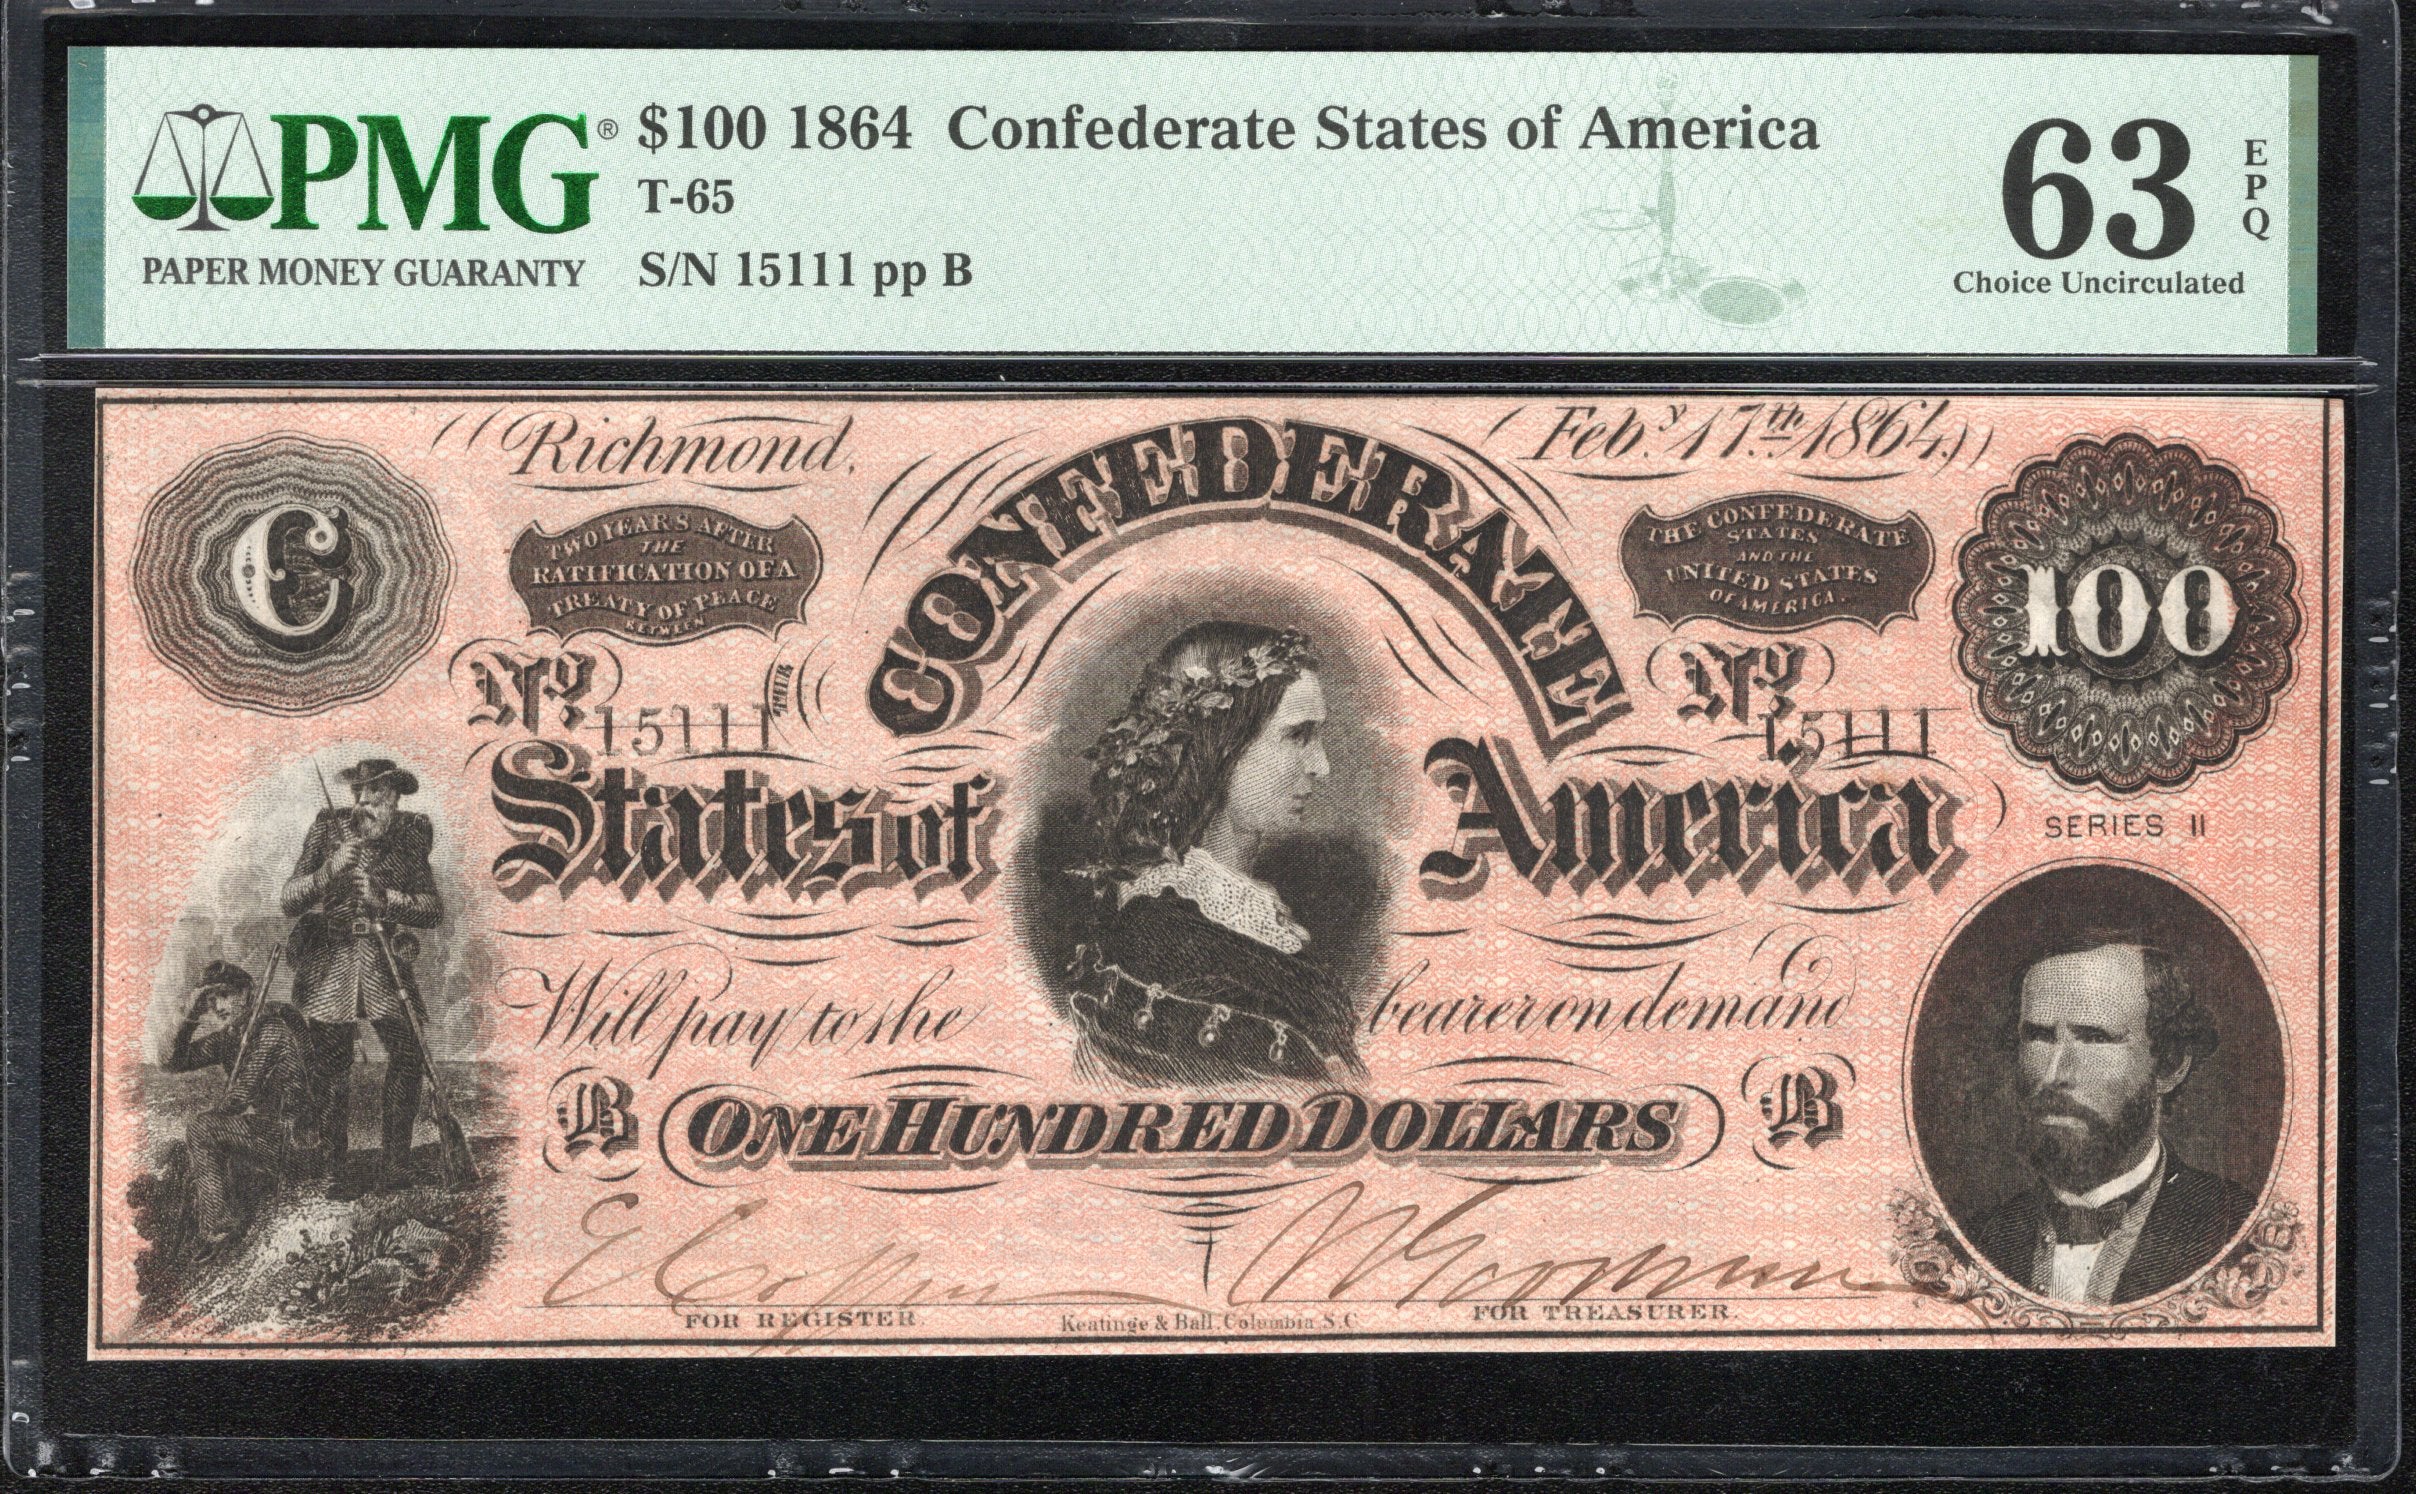 PMG® $100 1864 Confederate States of America
T-65
PAPER MONEY GUARANTY
S/N 15111 pp B
63
EPQ
Choice Uncirculated
Richmond, Feb.y 17th 1864.
C
TWO YEARS AFTER
THE
RATIFICATION OF A
TREATY OF PEACE
BETWEEN
THE
CONFEDERATE
THE CONFEDERATE
STATES
AND THE
UNITED STATES
OF AMERICA.
100
No. 15111
No. 15111
States of America
SERIES II
Will pay to the bearer on demand
B ONE HUNDRED DOLLARS B
FOR REGISTER.
Keatinge & Ball, Columbia S.C.
FOR TREASURER.